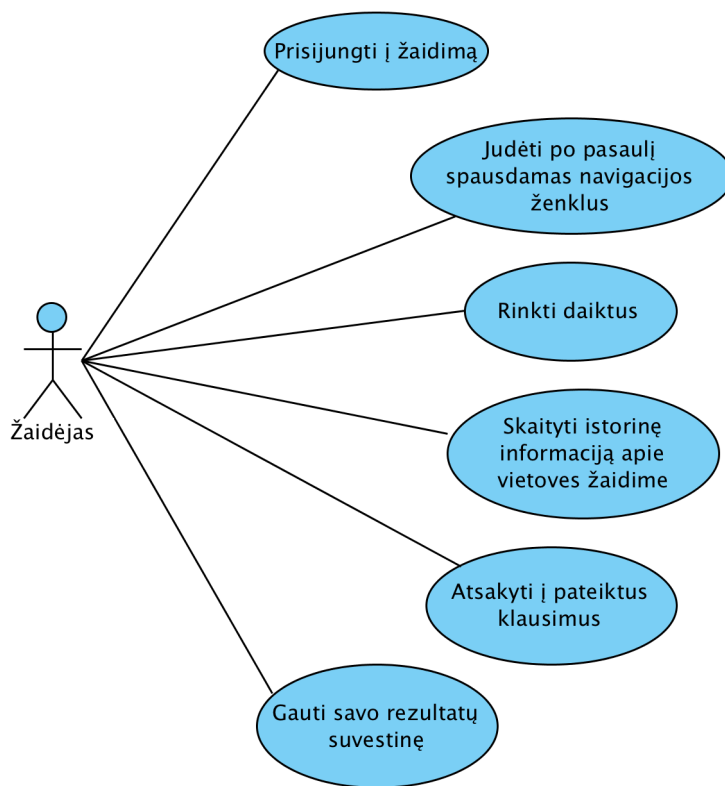 Prisijungti į žaidimą
Judėti po pasaulį
spausdamas navigacijos
ženklus
Rinkti daiktus
Žaidėjas
Skaityti istorinę
informaciją apie
vietoves žaidime
Atsakyti į pateiktus
klausimus
Gauti savo rezultatų
suvestinę